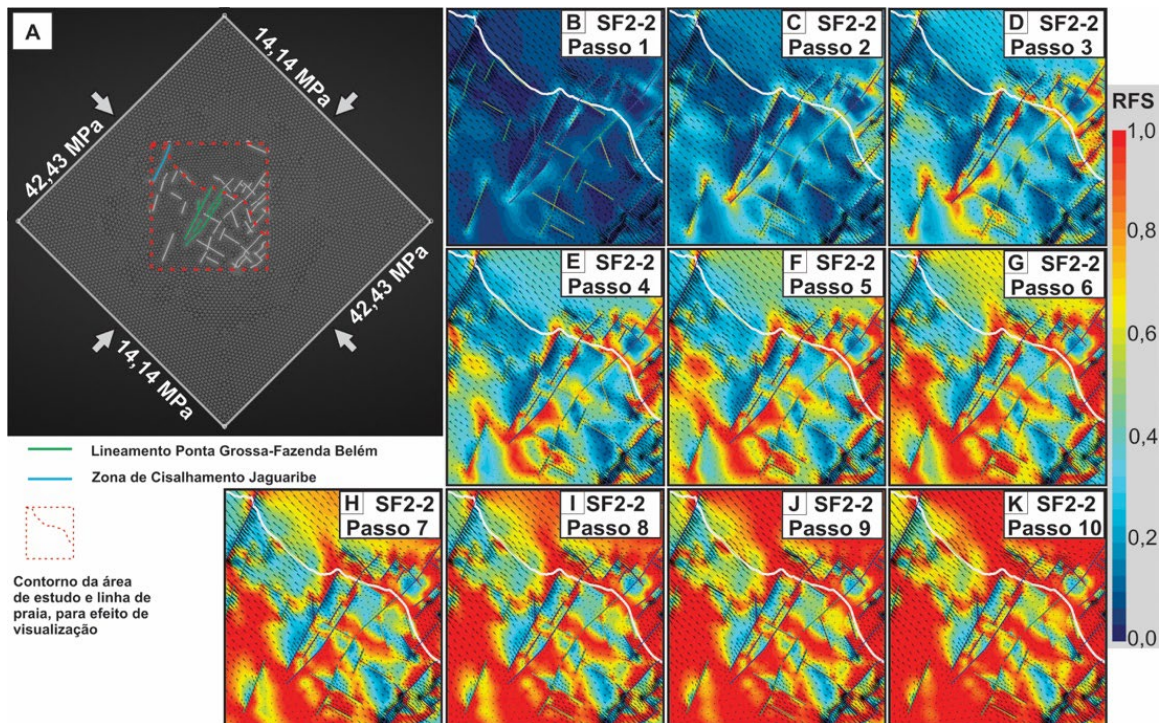 A
14,14 MPa
14,14 MPa
42,43 MPa
42,43 MPa
B SF2-2
Passo 1
C SF2-2
Passo 2
D SF2-2
Passo 3
RFS
1,0
0,8
0,6
0,4
0,2
0,0
E SF2-2
Passo 4
F SF2-2
Passo 5
G SF2-2
Passo 6
Lineamento Ponta Grossa-Fazenda Belém
Zona de Cisalhamento Jaguaribe
Contorno da área
de estudo e linha de
praia, para efeito de
visualização
H SF2-2
Passo 7
I SF2-2
Passo 8
J SF2-2
Passo 9
K SF2-2
Passo 10